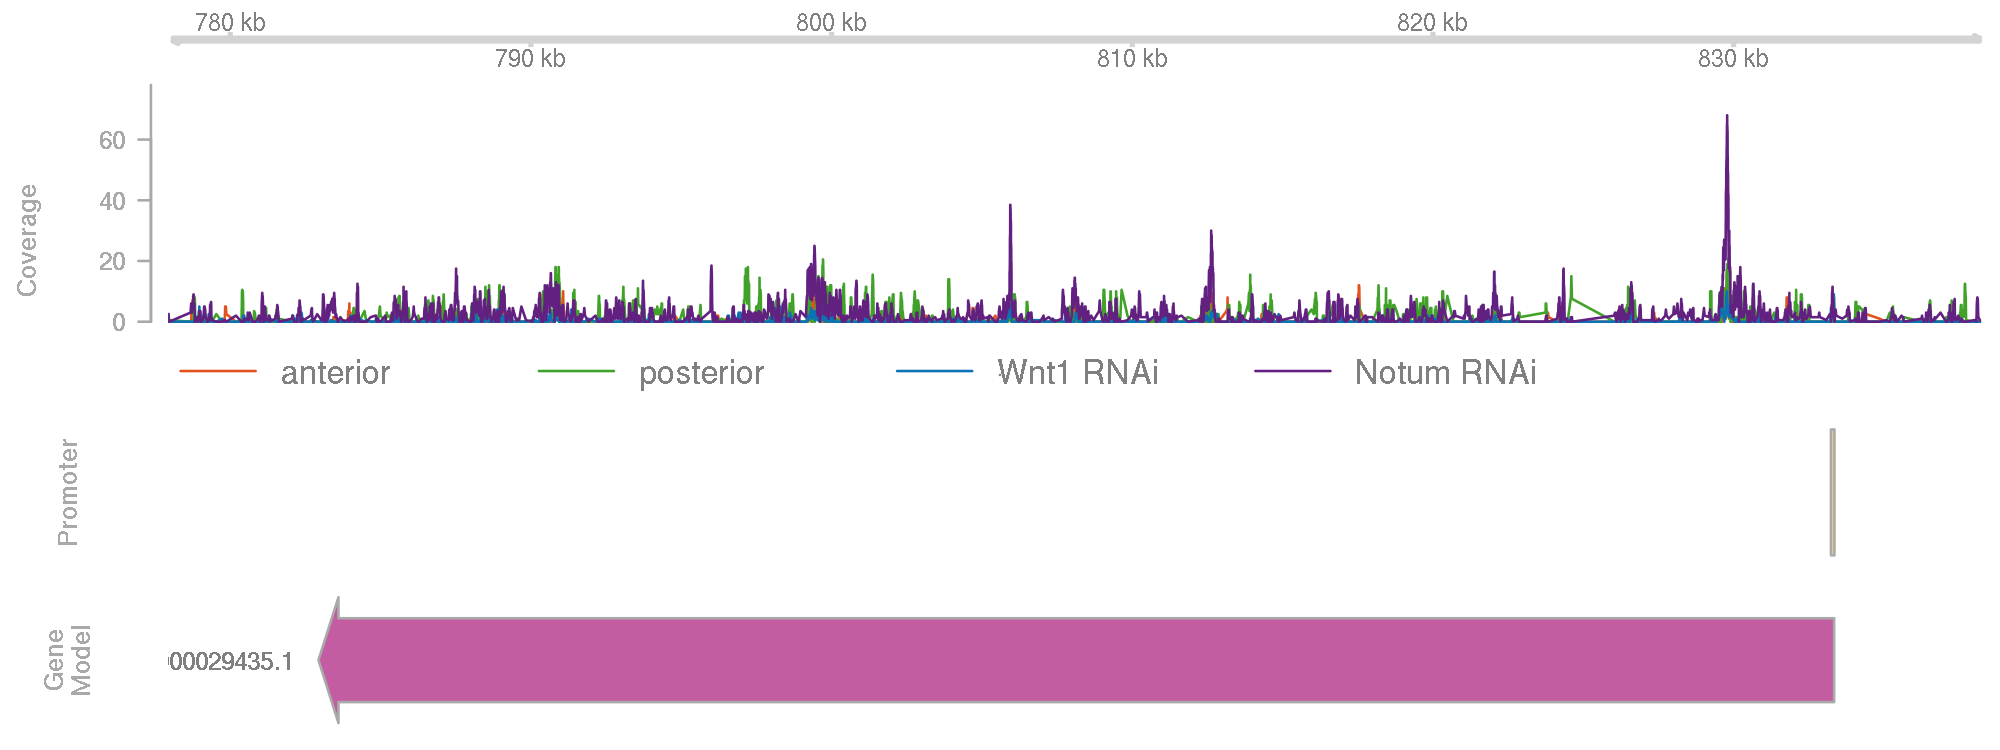 780 kb 800 kb 820 kb
790 kb 810 kb 830 kb
Coverage
60
40
20
0
anterior posterior Wnt1 RNAi Notum RNAi
Promoter
Gene
Model
00029435.1